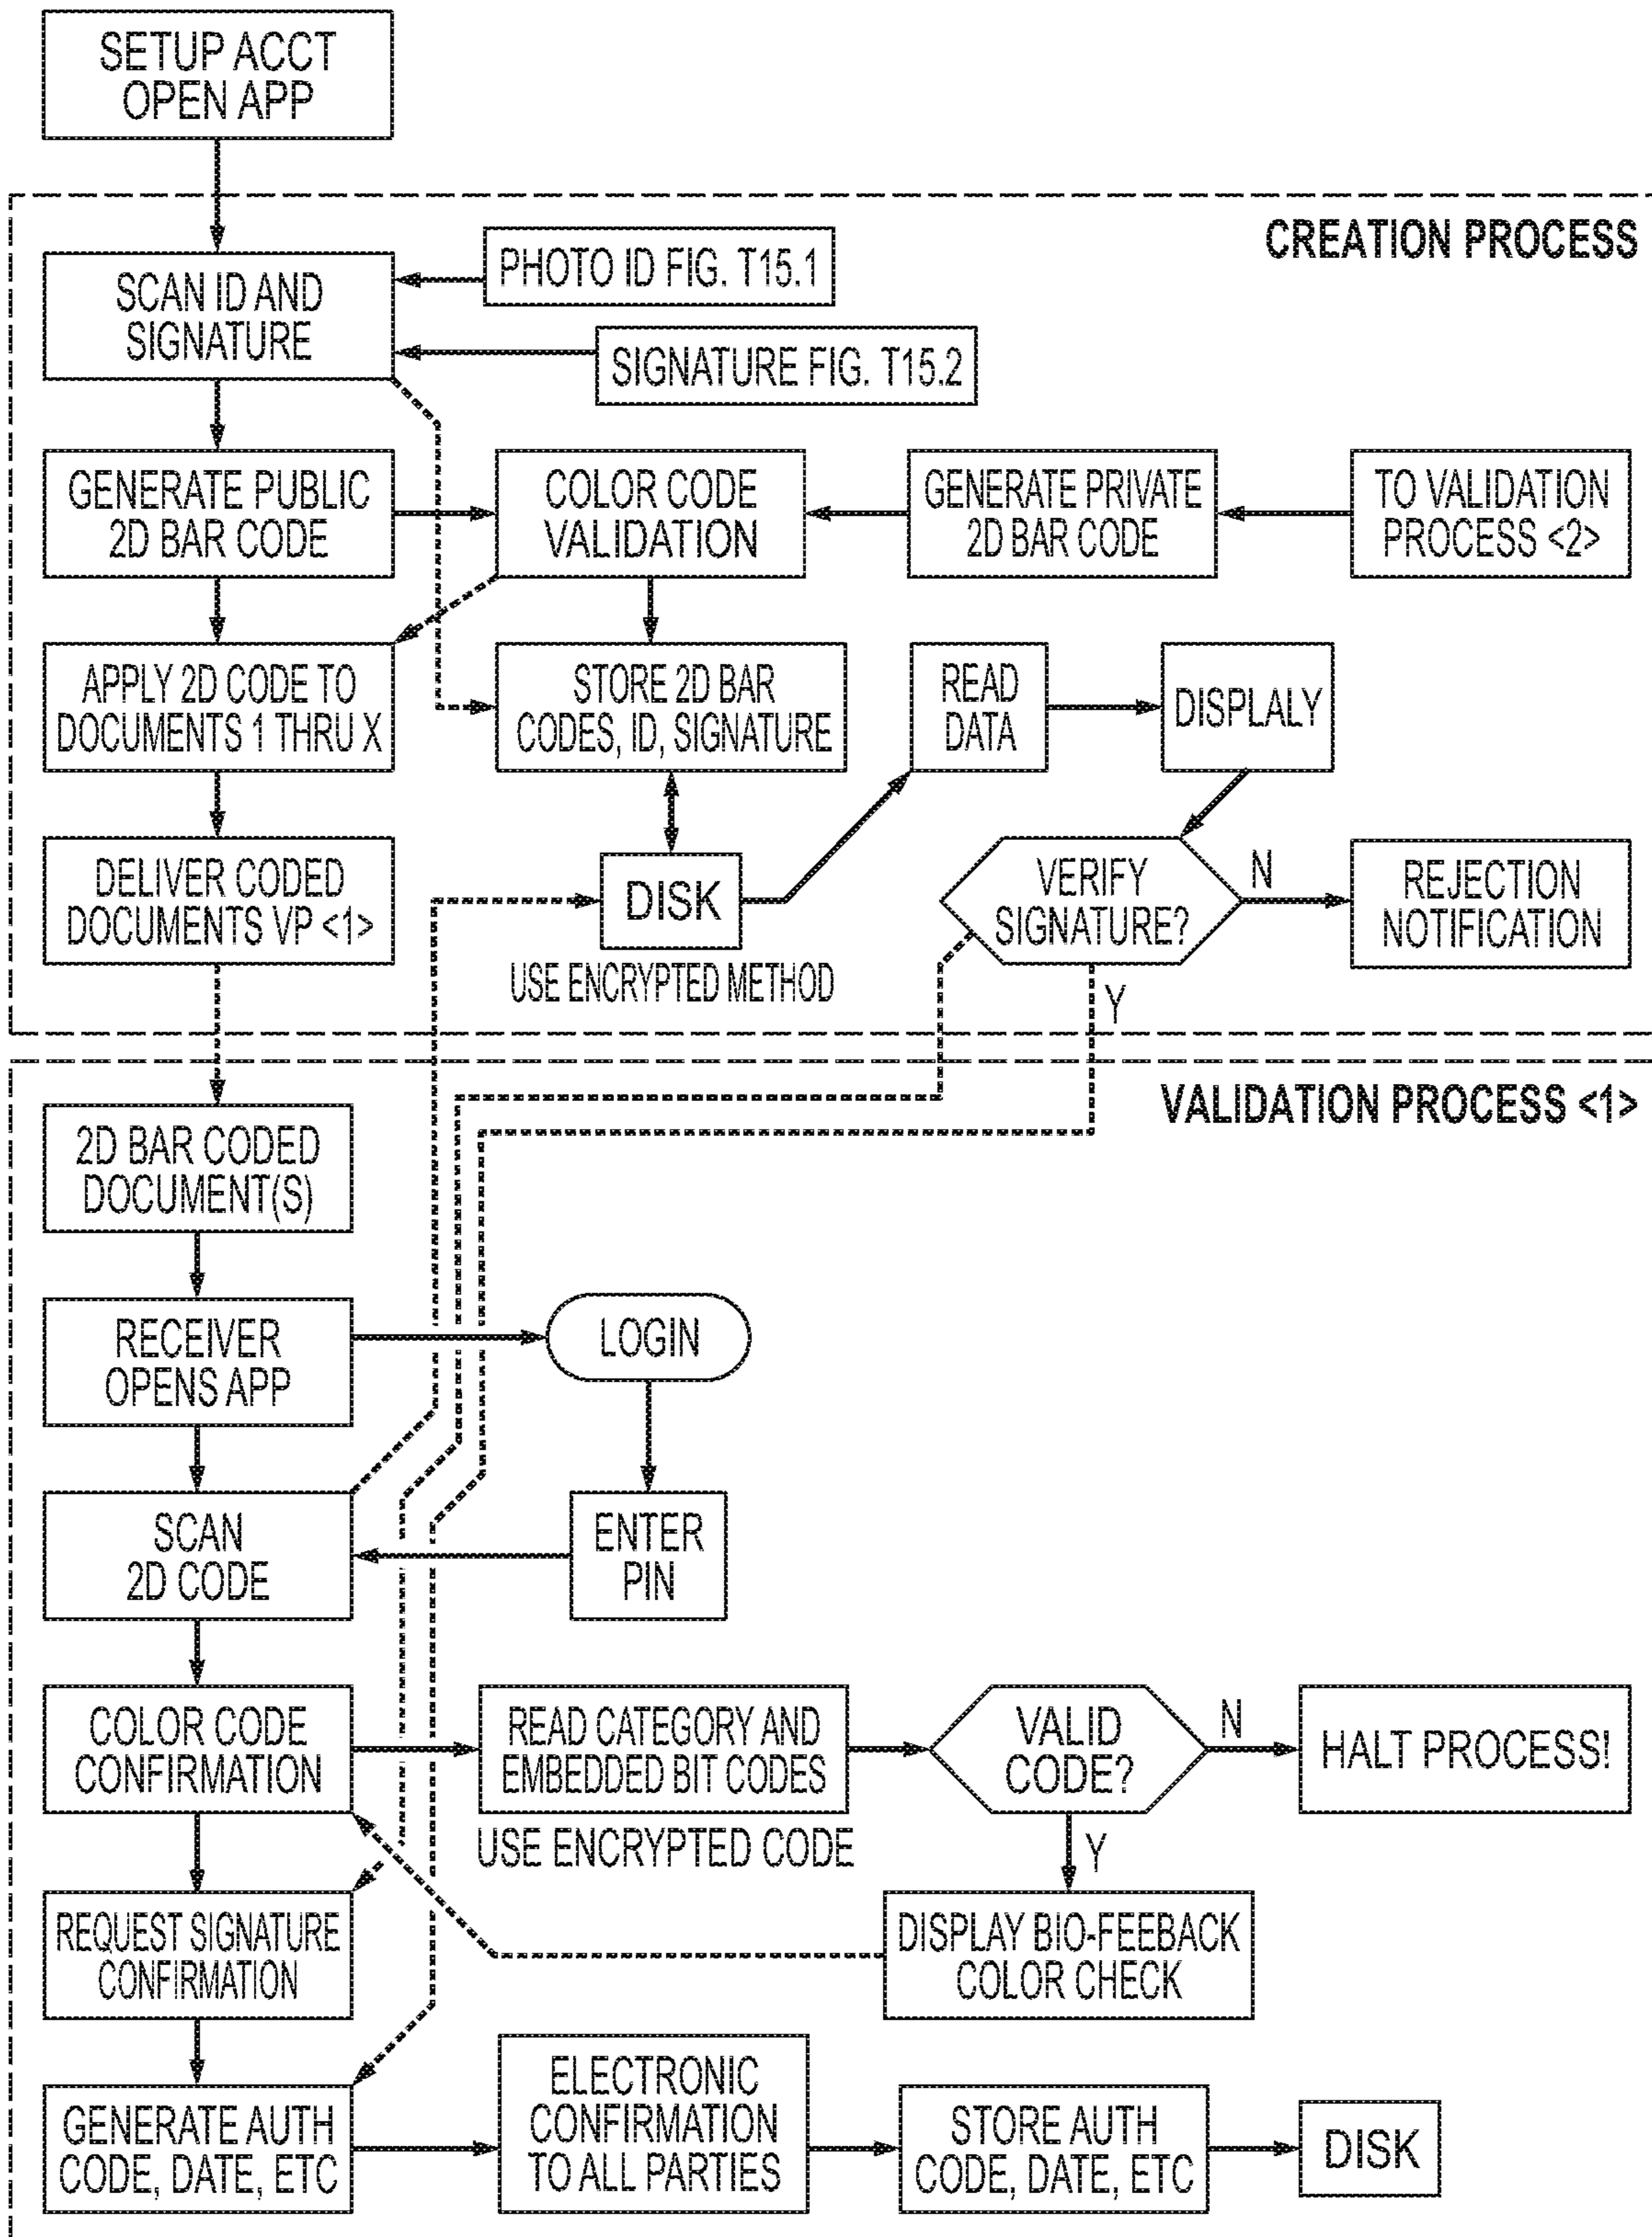 SETUP ACCT
OPEN APP
CREATION PROCESS
SCAN ID AND
SIGNATURE
PHOTO ID FIG. T15.1
SIGNATURE FIG. T15.2
GENERATE PUBLIC
2D BAR CODE
COLOR CODE
VALIDATION
GENERATE PRIVATE
2D BAR CODE
TO VALIDATION
PROCESS <2>
APPLY 2D CODE TO
DOCUMENTS 1 THRU X
STORE 2D BAR
CODES, ID, SIGNATURE
READ
DATA
DISPLALY
DELIVER CODED
DOCUMENTS VP <1>
DISK
USE ENCRYPTED METHOD
VERIFY
SIGNATURE?
N
Y
REJECTION
NOTIFICATION
VALIDATION PROCESS <1>
2D BAR CODED
DOCUMENT(S)
RECEIVER
OPENS APP
LOGIN
SCAN
2D CODE
ENTER
PIN
COLOR CODE
CONFIRMATION
READ CATEGORY AND
EMBEDDED BIT CODES
USE ENCRYPTED CODE
VALID
CODE?
N
Y
HALT PROCESS!
REQUEST SIGNATURE
CONFIRMATION
DISPLAY BIO-FEEBACK
COLOR CHECK
GENERATE AUTH
CODE, DATE, ETC
ELECTRONIC
CONFIRMATION
TO ALL PARTIES
STORE AUTH
CODE, DATE, ETC
DISK